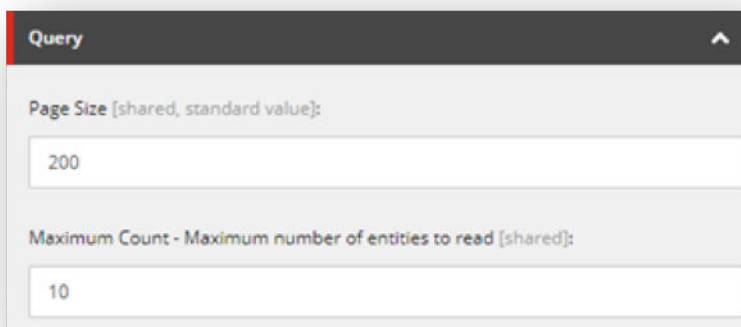 Query
Page Size [shared, standard value]:
200
Maximum Count - Maximum number of entities to read [shared]:
10